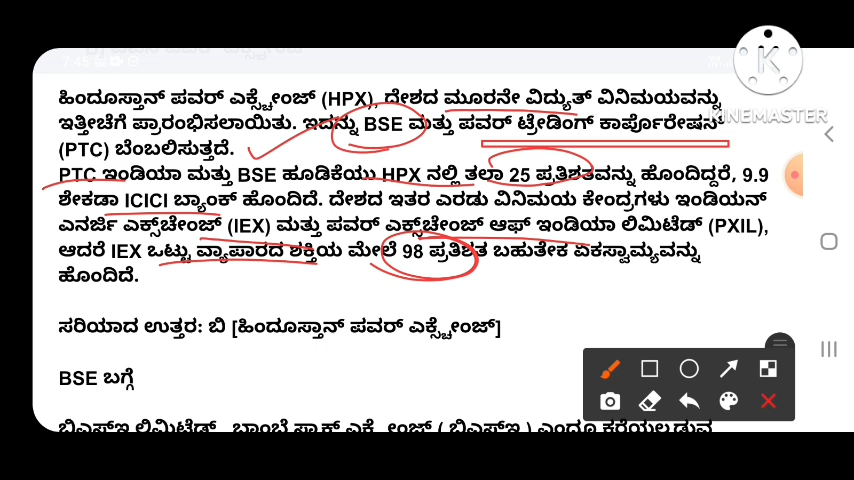 7:45
KINEMASTER
ಹಿಂದೂಸ್ತಾನ್ ಪವರ್ ಎಕ್ಸ್ಚೇಂಜ್ (HPX), ದೇಶದ ಮೂರನೇ ವಿದ್ಯುತ್ ವಿನಿಮಯವನ್ನು
ಇತ್ತೀಚೆಗೆ ಪ್ರಾರಂಭಿಸಲಾಯಿತು. ಇದನ್ನು BSE ಮತ್ತು ಪವರ್ ಟ್ರೇಡಿಂಗ್ ಕಾರ್ಪೊರೇಷನ್
(PTC) ಬೆಂಬಲಿಸುತ್ತದೆ.
PTC ಇಂಡಿಯಾ ಮತ್ತು BSE ಹೂಡಿಕೆಯು HPX ನಲ್ಲಿ ತಲಾ 25 ಪ್ರತಿಶತವನ್ನು ಹೊಂದಿದ್ದರೆ, 9.9
ಶೇಕಡಾ ICICI ಬ್ಯಾಂಕ್ ಹೊಂದಿದೆ. ದೇಶದ ಇತರ ಎರಡು ವಿನಿಮಯ ಕೇಂದ್ರಗಳು ಇಂಡಿಯನ್
ಎನರ್ಜಿ ಎಕ್ಸ್‌ಚೇಂಜ್ (IEX) ಮತ್ತು ಪವರ್ ಎಕ್ಸ್‌ಚೇಂಜ್ ಆಫ್ ಇಂಡಿಯಾ ಲಿಮಿಟೆಡ್ (PXIL),
ಆದರೆ IEX ಒಟ್ಟು ವ್ಯಾಪಾರದ ಶಕ್ತಿಯ ಮೇಲೆ 98 ಪ್ರತಿಶತ ಬಹುತೇಕ ಏಕಸ್ವಾಮ್ಯವನ್ನು
ಹೊಂದಿದೆ.
ಸರಿಯಾದ ಉತ್ತರ: ಬಿ [ಹಿಂದೂಸ್ತಾನ್ ಪವರ್ ಎಕ್ಸ್ಚೇಂಜ್]
BSE ಬಗ್ಗೆ
ಬಿಎಸ್ಇ ಲಿಮಿಟೆಡ್